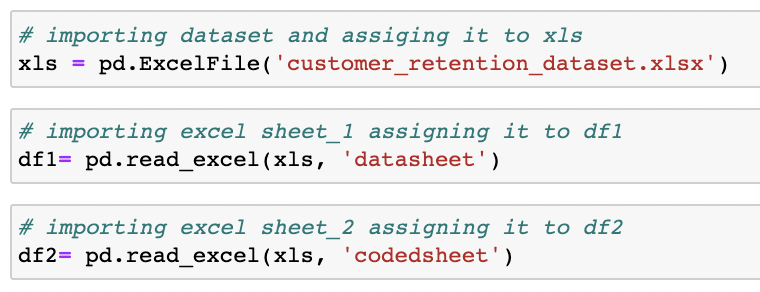 # importing dataset and assiging it to xls
xls = pd.ExcelFile('customer_retention_dataset.xlsx')
# importing excel sheet_1 assigning it to df1
df1= pd.read_excel(xls, 'datasheet')
# importing excel sheet_2 assigning it to df2
df2= pd.read_excel(xls, 'codedsheet')